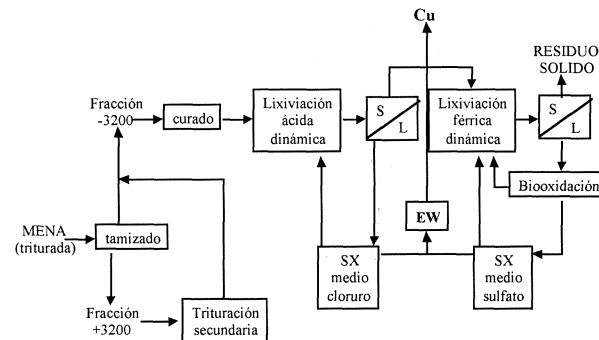 Cu
RESIDUO
SOLIDO
Fracción
-3200
curado
Lixiviación
ácida
dinámica
S
L
Lixiviación
férrica
dinámica
S
L
Biooxidación
MENA
(triturada)
tamizado
EW
SX
medio
cloruro
SX
medio
sulfato
Fracción
+3200
Trituración
secundaria